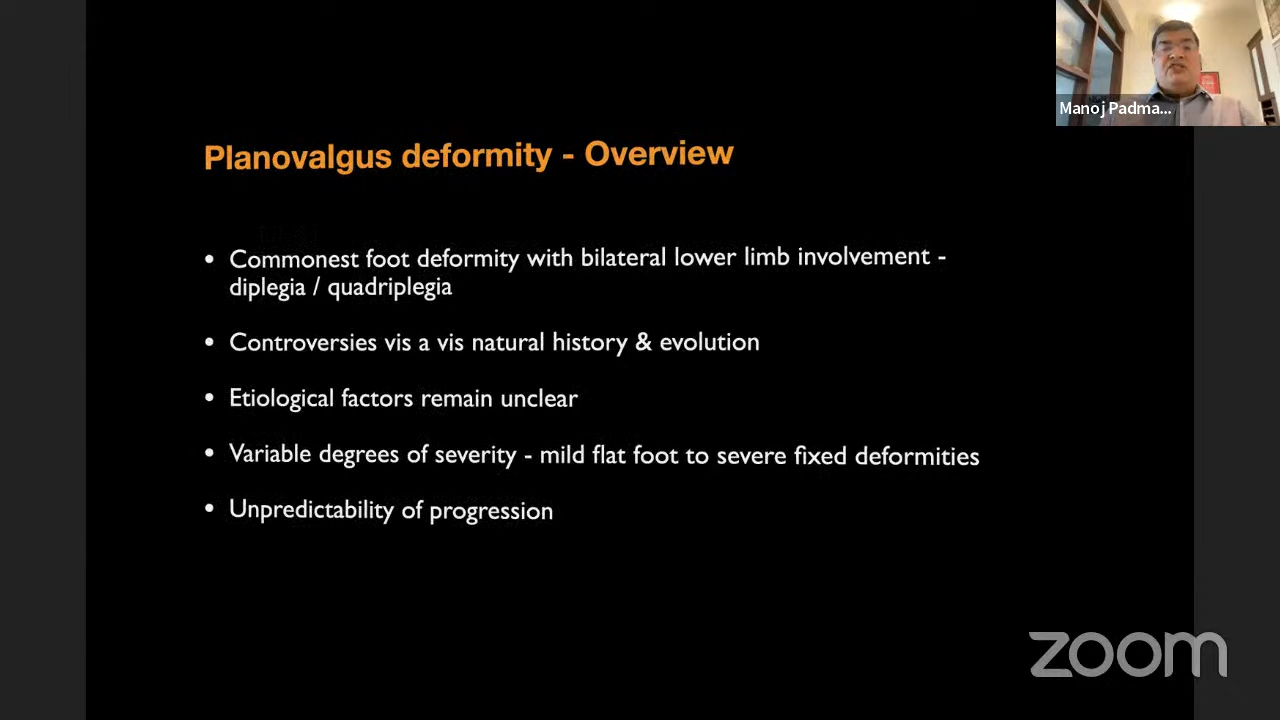 Manoj Padma...
Planovalgus deformity - Overview
• Commonest foot deformity with bilateral lower limb involvement -
diplegia / quadriplegia
• Controversies vis a vis natural history & evolution
• Etiological factors remain unclear
• Variable degrees of severity - mild flat foot to severe fixed deformities
• Unpredictability of progression
zoom